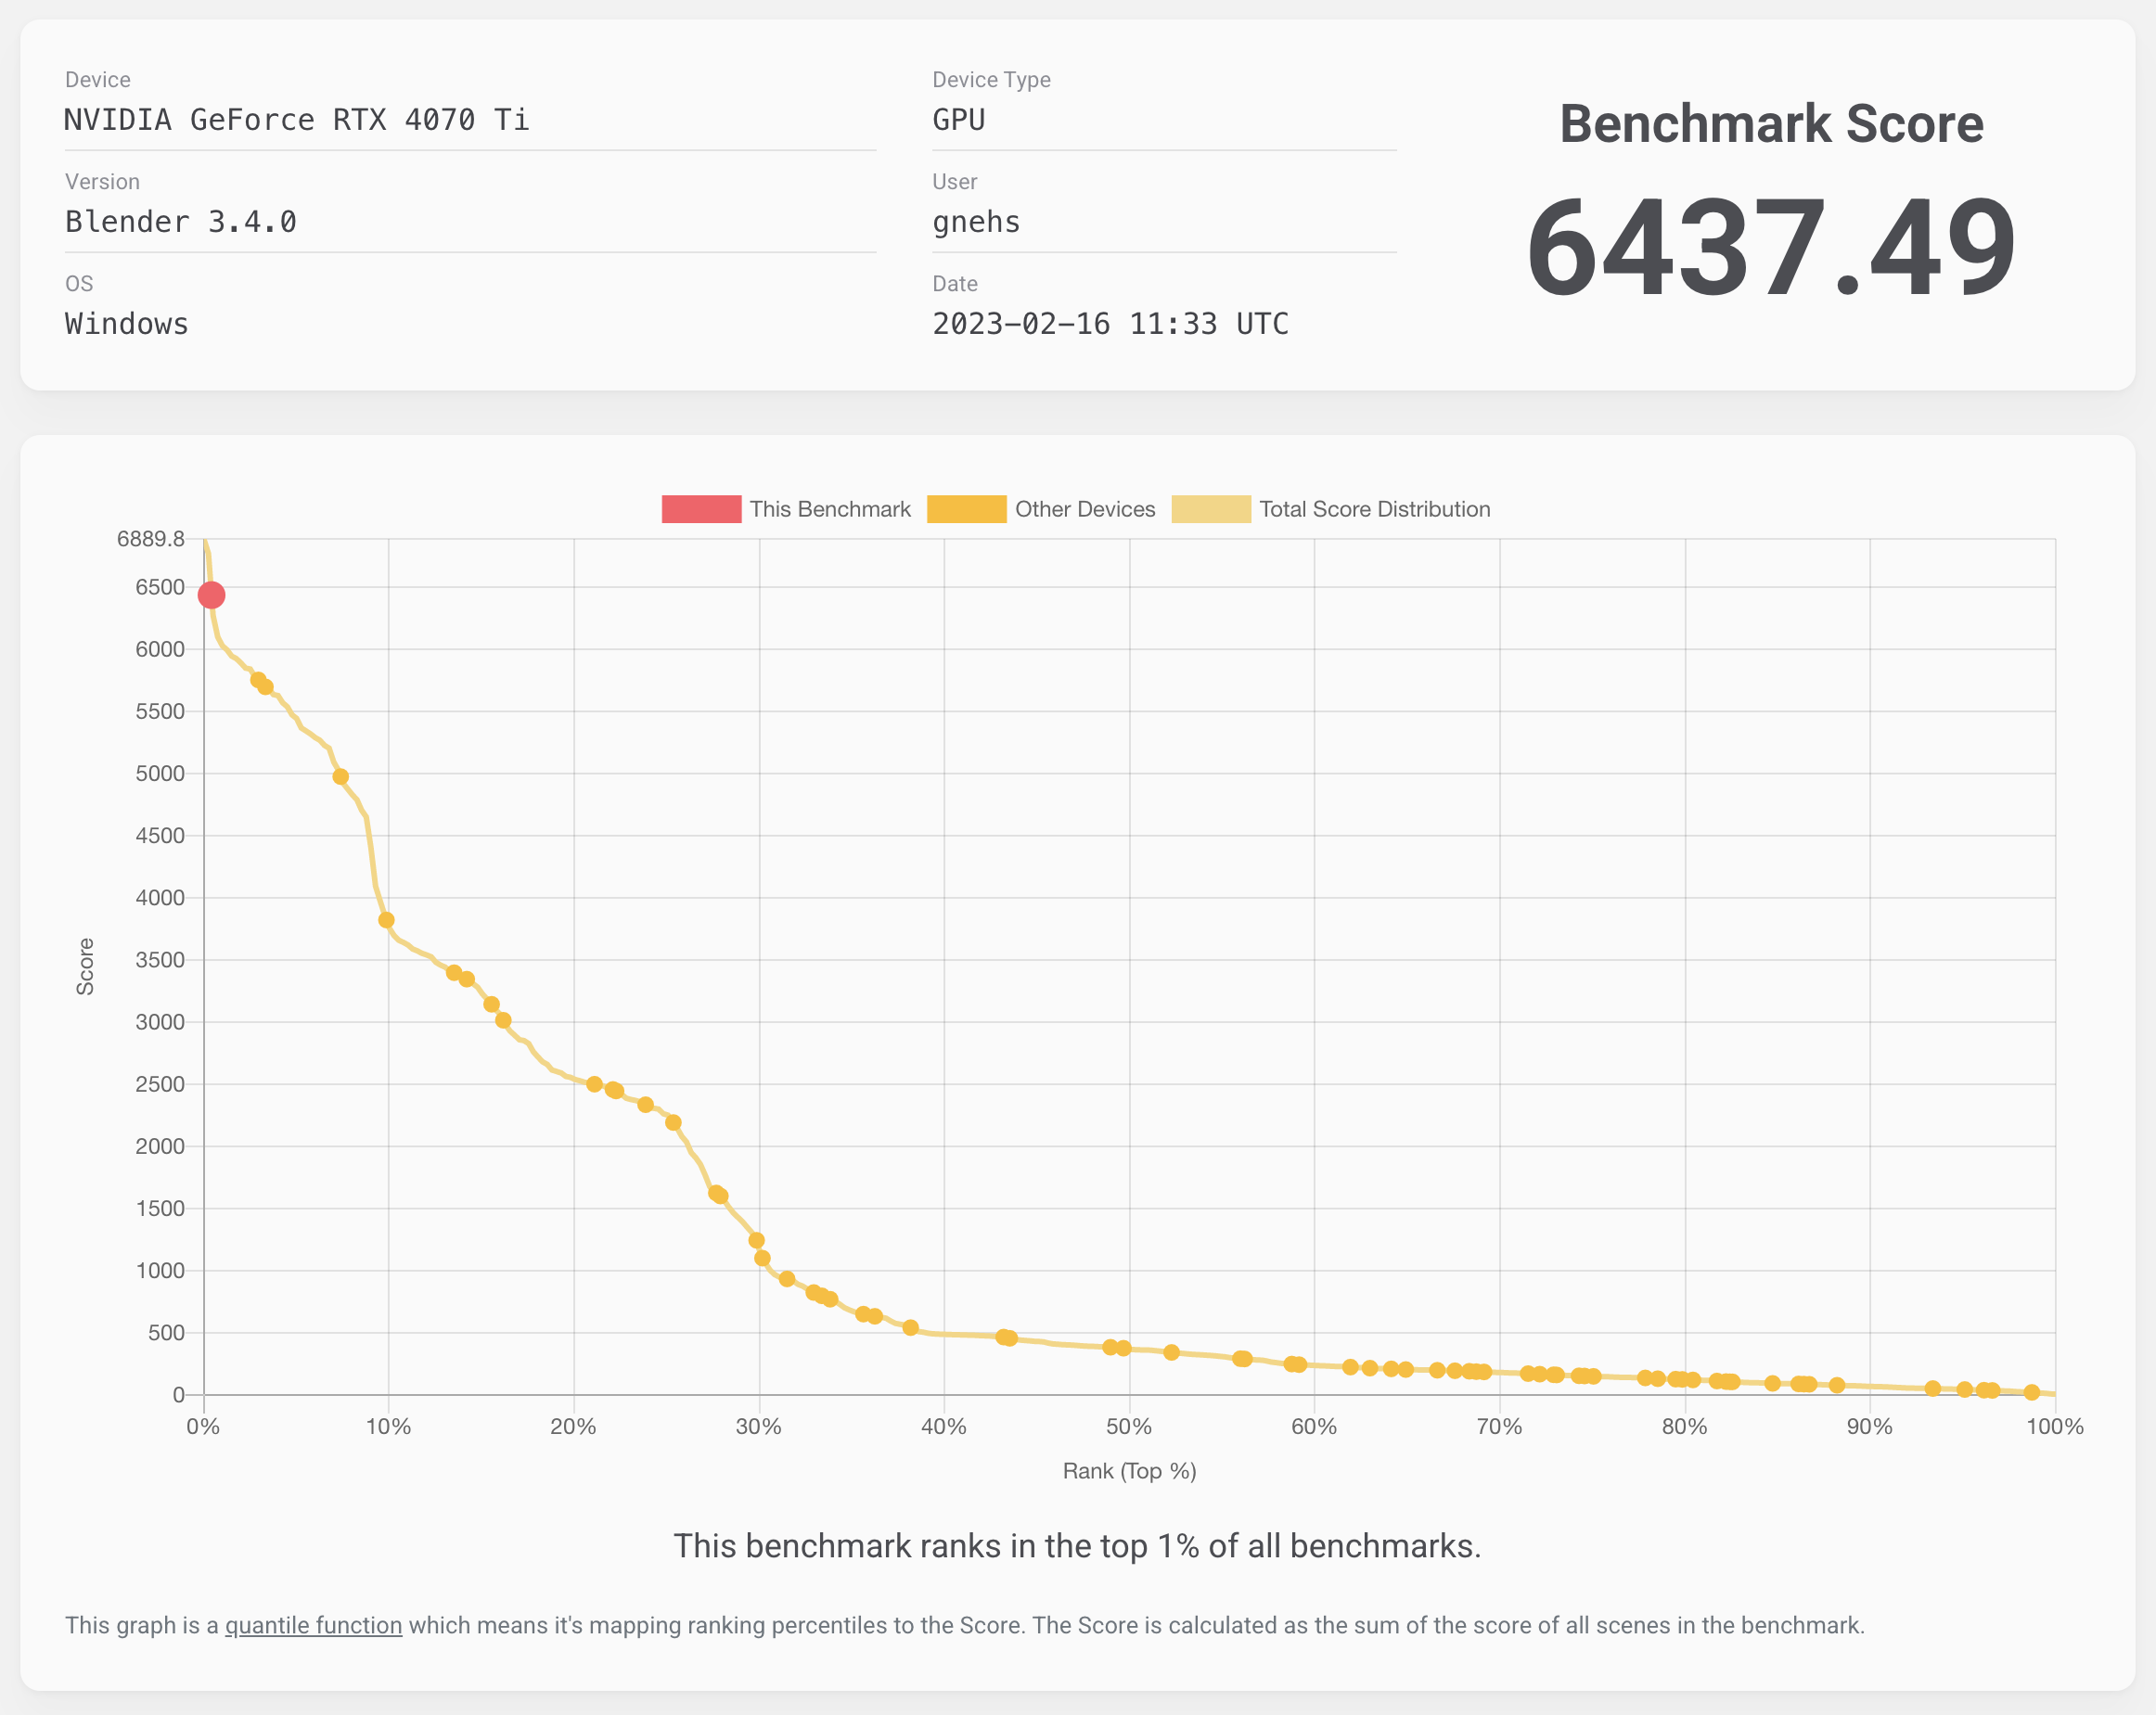 Device
NVIDIA GeForce RTX 4070 Ti
Device Type
GPU
Version
Blender 3.4.0
User
gnehs
OS
Windows
Date
2023-02-16 11:33 UTC
Benchmark Score
6437.49
This Benchmark
Other Devices
Total Score Distribution
6889.8
6500
6000
5500
5000
4500
4000
3500
3000
2500
2000
1500
1000
500
0
Score
0% 10% 20% 30% 40% 50% 60% 70% 80% 90% 100%
Rank (Top %)
This benchmark ranks in the top 1% of all benchmarks.
This graph is a quantile function which means it's mapping ranking percentiles to the Score. The Score is calculated as the sum of the score of all scenes in the benchmark.